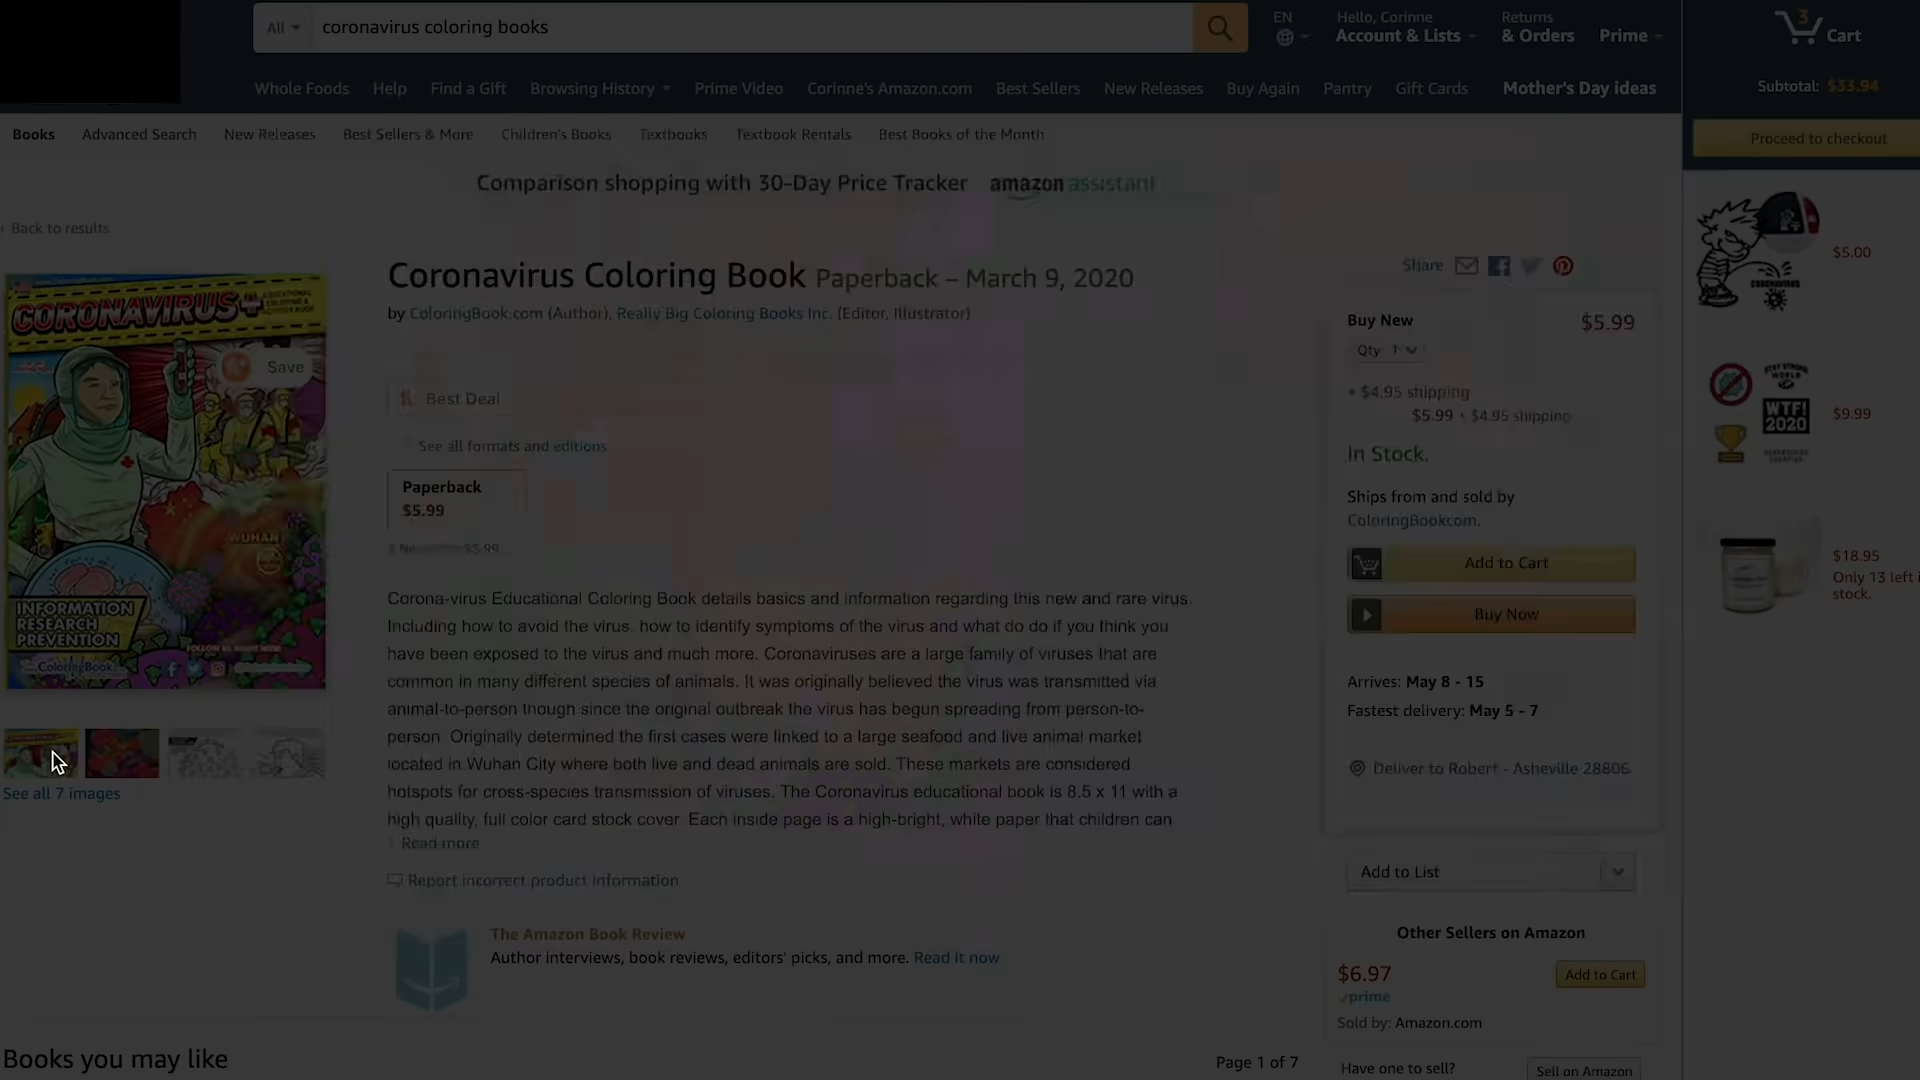 All
coronavirus coloring books
EN
Hello, Corinne
Account & Lists
Returns
& Orders
Prime
3
Cart
Whole Foods
Help
Find a Gift
Browsing History
Prime Video
Corinne's Amazon.com
Best Sellers
New Releases
Buy Again
Pantry
Gift Cards
Mother's Day ideas
Subtotal: $33.94
Proceed to checkout
Books
Advanced Search
New Releases
Best Sellers & More
Children's Books
Textbooks
Textbook Rentals
Best Books of the Month
Comparison shopping with 30-Day Price Tracker amazon assistant
‹ Back to results
CORONAVIRUS
Save
WUHAN
INFORMATION
RESEARCH
PREVENTION
FOLLOW US RIGHT NOW!
ColoringBook
See all 7 images
Coronavirus Coloring Book Paperback – March 9, 2020
by ColoringBook.com (Author), Really Big Coloring Books Inc. (Editor, Illustrator)
Best Deal
See all formats and editions
Paperback
$5.99
$5.99
Corona-virus Educational Coloring Book details basics and information regarding this new and rare virus.
Including how to avoid the virus, how to identify symptoms of the virus and what do do if you think you
have been exposed to the virus and much more. Coronaviruses are a large family of viruses that are
common in many different species of animals. It was originally believed the virus was transmitted via
animal-to-person though since the original outbreak the virus has begun spreading from person-to-
person. Originally determined the first cases were linked to a large seafood and live animal market
located in Wuhan City where both live and dead animals are sold. These markets are considered
hotspots for cross-species transmission of viruses. The Coronavirus educational book is 8.5 x 11 with a
high quality, full color card stock cover. Each inside page is a high-bright, white paper that children can
Read more
Report incorrect product information
The Amazon Book Review
Author interviews, book reviews, editors' picks, and more. Read it now
Books you may like
Page 1 of 7
Share
Buy New
$5.99
Qty: 1
+ $4.95 shipping
$5.99 + $4.95 shipping
In Stock.
Ships from and sold by
ColoringBookcom.
Add to Cart
Buy Now
Arrives: May 8 - 15
Fastest delivery: May 5 - 7
Deliver to Robert - Asheville 28806
Add to List
Other Sellers on Amazon
$6.97
Add to Cart
prime
Sold by: Amazon.com
Have one to sell?
Sell on Amazon
CORONAVIRUS
$5.00
STAY STRONG
WORLD
WTF!
2020
$9.99
$18.95
Only 13 left i
stock.